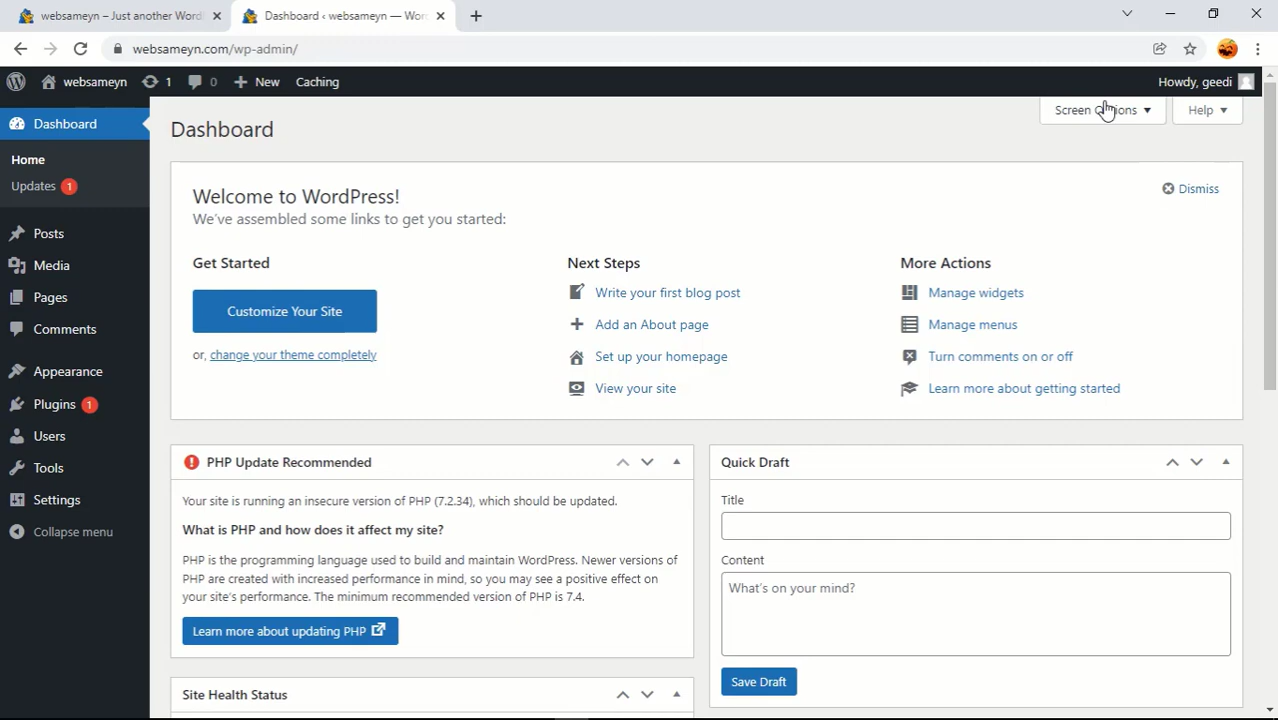 websameyn – Just another Word
Dashboard ‹ websameyn — Wor
websameyn.com/wp-admin/
websameyn
1
0
New
Caching
Howdy, geedi
Dashboard
Home
Updates 1
Posts
Media
Pages
Comments
Appearance
Plugins 1
Users
Tools
Settings
Collapse menu
Screen Options
Help
Dashboard
Welcome to WordPress!
We've assembled some links to get you started:
Dismiss
Get Started
Customize Your Site
or, change your theme completely
Next Steps
Write your first blog post
Add an About page
Set up your homepage
View your site
More Actions
Manage widgets
Manage menus
Turn comments on or off
Learn more about getting started
PHP Update Recommended
Your site is running an insecure version of PHP (7.2.34), which should be updated.
What is PHP and how does it affect my site?
PHP is the programming language used to build and maintain WordPress. Newer versions of
PHP are created with increased performance in mind, so you may see a positive effect on
your site's performance. The minimum recommended version of PHP is 7.4.
Learn more about updating PHP
Site Health Status
Quick Draft
Title
Content
What's on your mind?
Save Draft